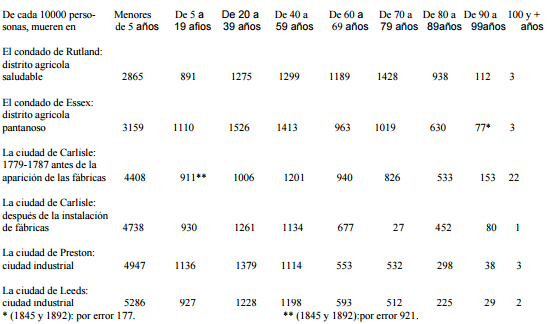 De cada 10000 perso- Menores De 5 a De 20 a De 40 a De 60 a De 70 a De 80 a De 90 a 100 y +
sonas, mueren en de 5 años 19 años 39 años 59 años 69 años 79 años 89años 99años años
El condado de Rutland:
distrito agrícola
saludable 2865 891 1275 1299 1189 1428 938 112 3
El condado de Essex:
distrito agrícola
pantanoso 3159 1110 1526 1413 963 1019 630 77* 3
La ciudad de Carlisle:
1779-1787 antes de la
aparición de las fábricas 4408 911** 1006 1201 940 826 533 153 22
La ciudad de Carlisle:
después de la instalación
de fábricas 4738 930 1261 1134 677 27 452 80 1
La ciudad de Preston:
ciudad industrial 4947 1136 1379 1114 553 532 298 38 3
La ciudad de Leeds:
ciudad industrial 5286 927 1228 1198 593 512 225 29 2
* (1845 y 1892): por error 177. ** (1845 y 1892):por error 921.